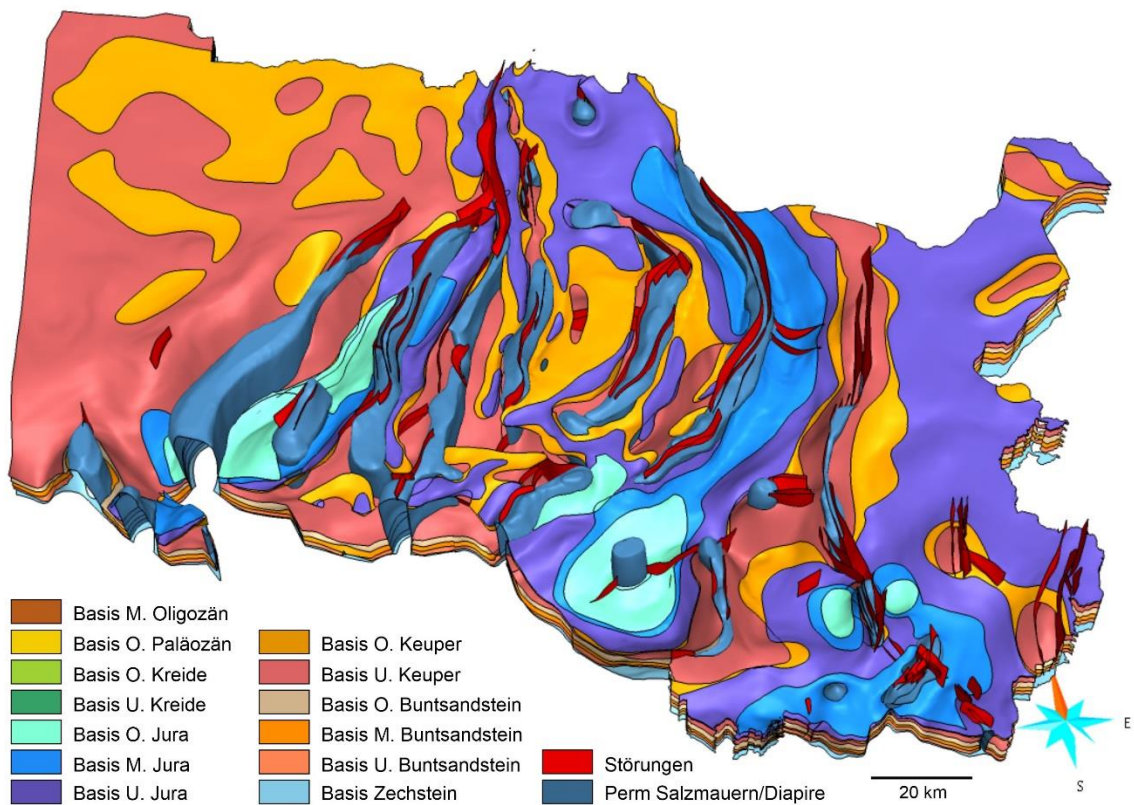 Basis M. Oligozän
Basis O. Paläozän
Basis O. Kreide
Basis U. Kreide
Basis O. Jura
Basis M. Jura
Basis U. Jura
Basis O. Keuper
Basis U. Keuper
Basis O. Buntsandstein
Basis M. Buntsandstein
Basis U. Buntsandstein
Basis Zechstein
Störungen
Perm Salzmauern/Diapire
20 km
E
S